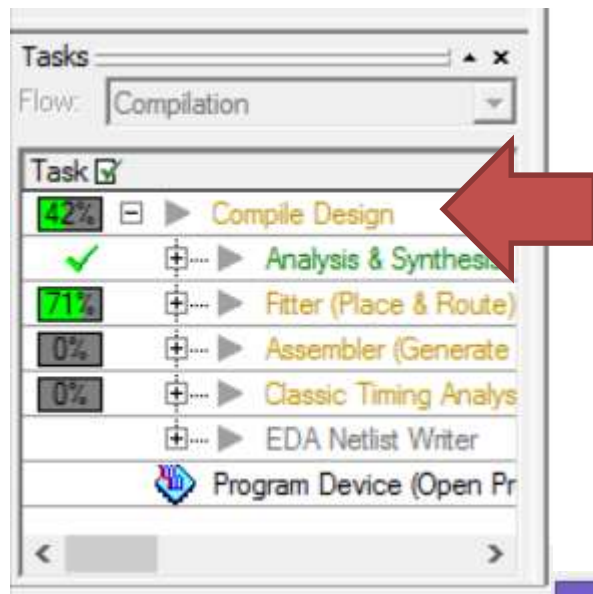 Tasks
Flow: Compilation
Task
42% Compile Design
Analysis & Synthesis
71% Fitter (Place & Route)
0% Assembler (Generate
0% Classic Timing Analys
EDA Netlist Writer
Program Device (Open Pr